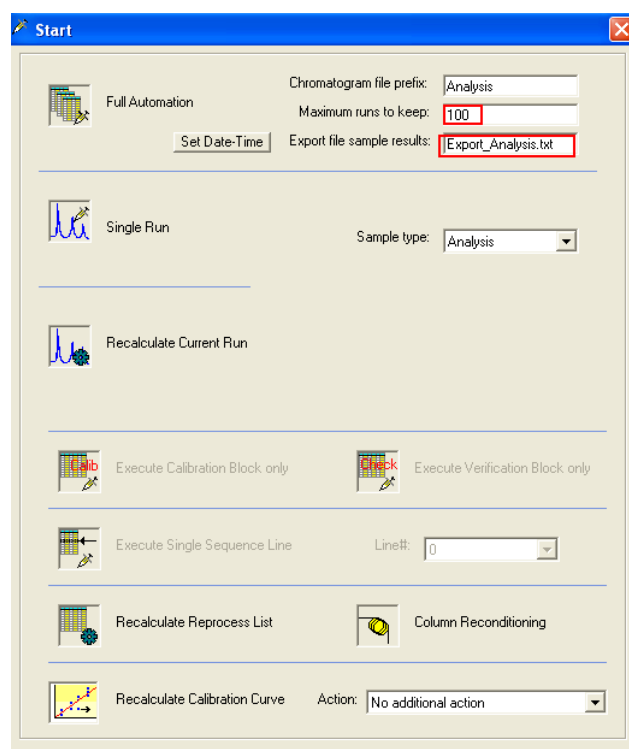 Start
Chromatogram file prefix: Analysis
Full Automation
Maximum runs to keep: 100
Set Date-Time Export file sample results: Export_Analysis.txt
Single Run
Sample type: Analysis
Recalculate Current Run
Calib Execute Calibration Block only Check Execute Verification Block only
Execute Single Sequence Line Line#: 0
Recalculate Reprocess List Column Reconditioning
Recalculate Calibration Curve Action: No additional action